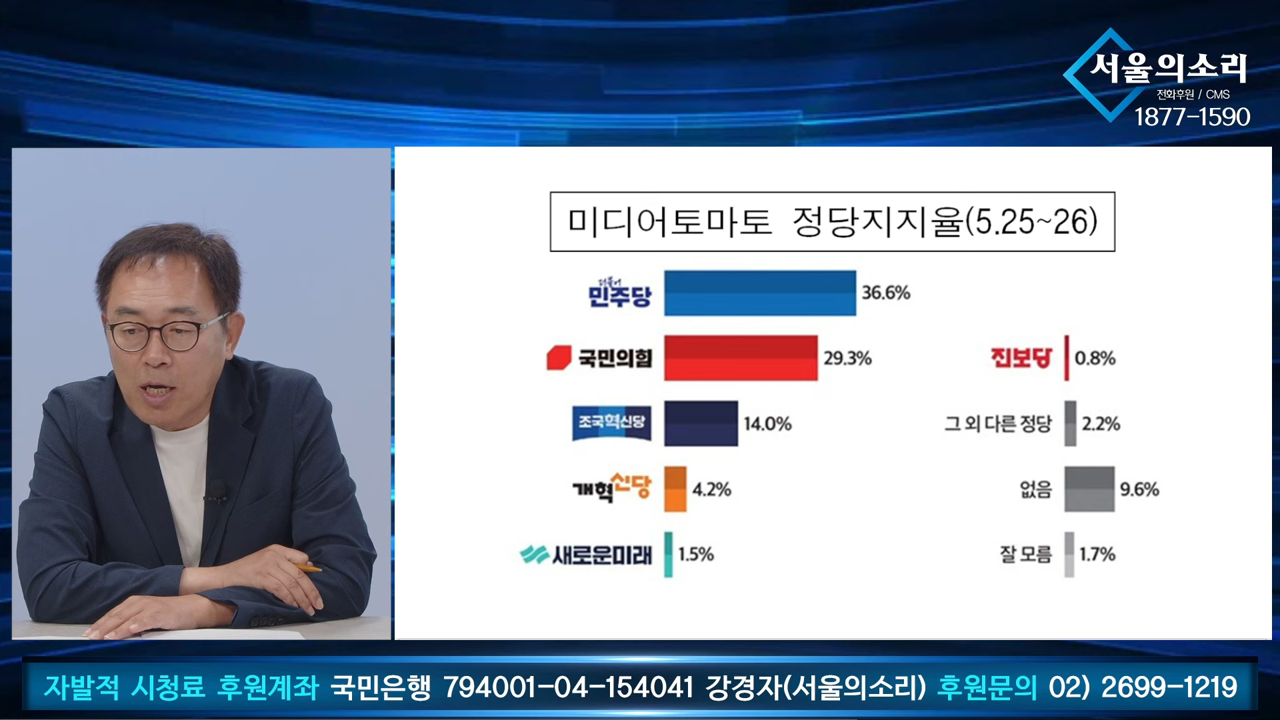 서울의소리
전화후원 / CMS
1877-1590
미디어토마토 정당지지율(5.25~26)
더불어
민주당
36.6%
국민의힘
29.3%
조국혁신당
14.0%
개혁신당
4.2%
새로운미래
1.5%
진보당
0.8%
그 외 다른 정당
2.2%
없음
9.6%
잘 모름
1.7%
자발적 시청료 후원계좌 국민은행 794001-04-154041 강경자(서울의소리) 후원문의 02) 2699-1219